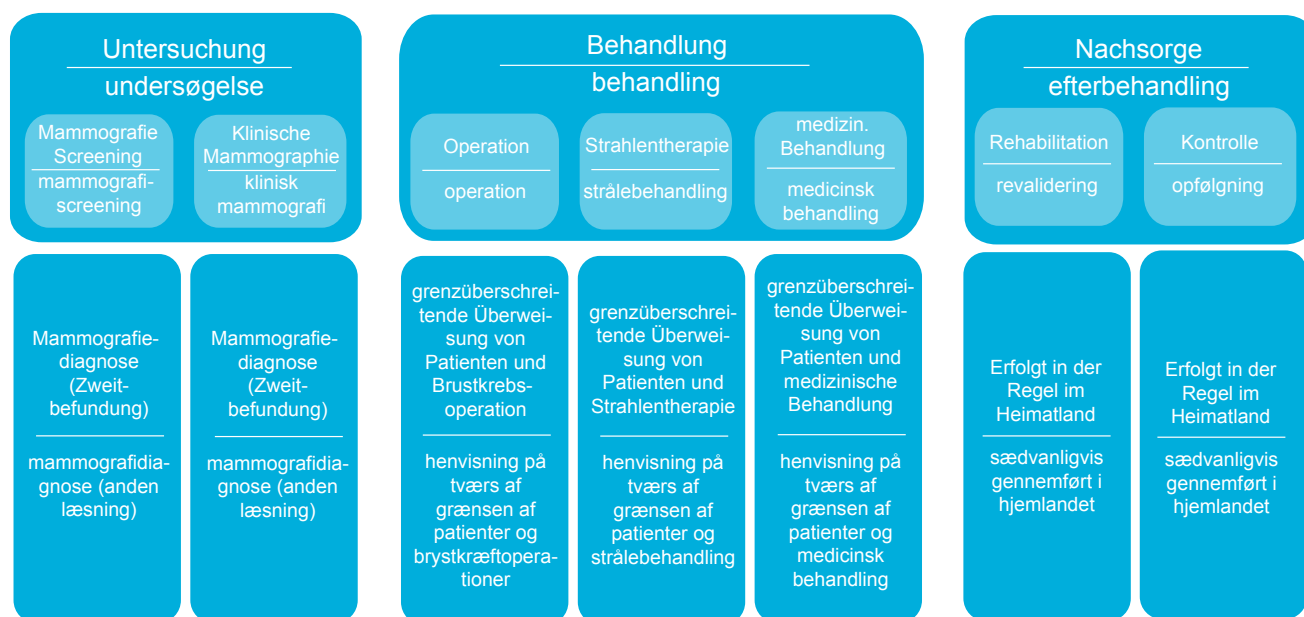 Untersuchung
undersøgelse
Mammografie
Screening
mammografi-
screening
Klinische
Mammographie
klinisk
mammografi
Behandlung
behandling
Operation
operation
Strahlentherapie
strålebehandling
medizin.
Behandlung
medicinsk
behandling
Nachsorge
efterbehandling
Rehabilitation
revalidering
Kontrolle
opfølgning
Mammografie-
diagnose
(Zweit-
befundung)
mammografidia-
gnose (anden
læsning)
Mammografie-
diagnose
(Zweit-
befundung)
mammografidia-
gnose (anden
læsning)
grenzüberschrei-
tende Überwei-
sung von
Patienten und
Brustkrebs-
operation
henvisning på
tværs af
grænsen af
patienter og
brystkræftopera-
tioner
grenzüberschrei-
tende Überwei-
sung von
Patienten und
Strahlentherapie
henvisning på
tværs af
grænsen af
patienter og
strålebehandling
grenzüberschrei-
tende Überwei-
sung von
Patienten und
medizinische
Behandlung
henvisning på
tværs af
grænsen af
patienter og
medicinsk
behandling
Erfolgt in der
Regel im
Heimatland
sædvanligvis
gennemført i
hjemlandet
Erfolgt in der
Regel im
Heimatland
sædvanligvis
gennemført i
hjemlandet